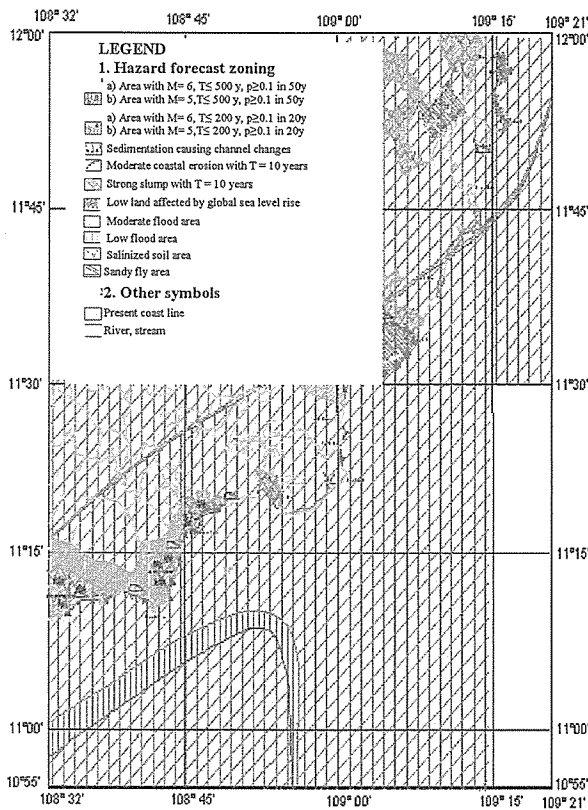 108° 32' 108° 45' 109° 00' 109° 15' 109° 21'
12° 00' 12° 00'
LEGEND
1. Hazard forecast zoning
a) Area with M= 6, T≤ 500 y, p≥0.1 in 50y
b) Area with M= 5,T≤ 500 y, p≥0.1 in 50y
a) Area with M= 6, T≤ 200 y, p≥0.1 in 20y
b) Area with M= 5,T≤ 200 y, p≥0.1 in 20y
Sedimentation causing channel changes
Moderate coastal erosion with T = 10 years
Strong slump with T = 10 years
Low land affected by global sea level rise
Moderate flood area
Low flood area
Salinized soil area
Sandy fly area
2. Other symbols
Present coast line
River, stream
11° 45' 11° 45'
11° 30' 11° 30'
11° 15' 11° 15'
11° 00' 11° 00'
10° 55' 10° 55'
108° 32' 108° 45' 109° 00' 109° 15' 109° 21'